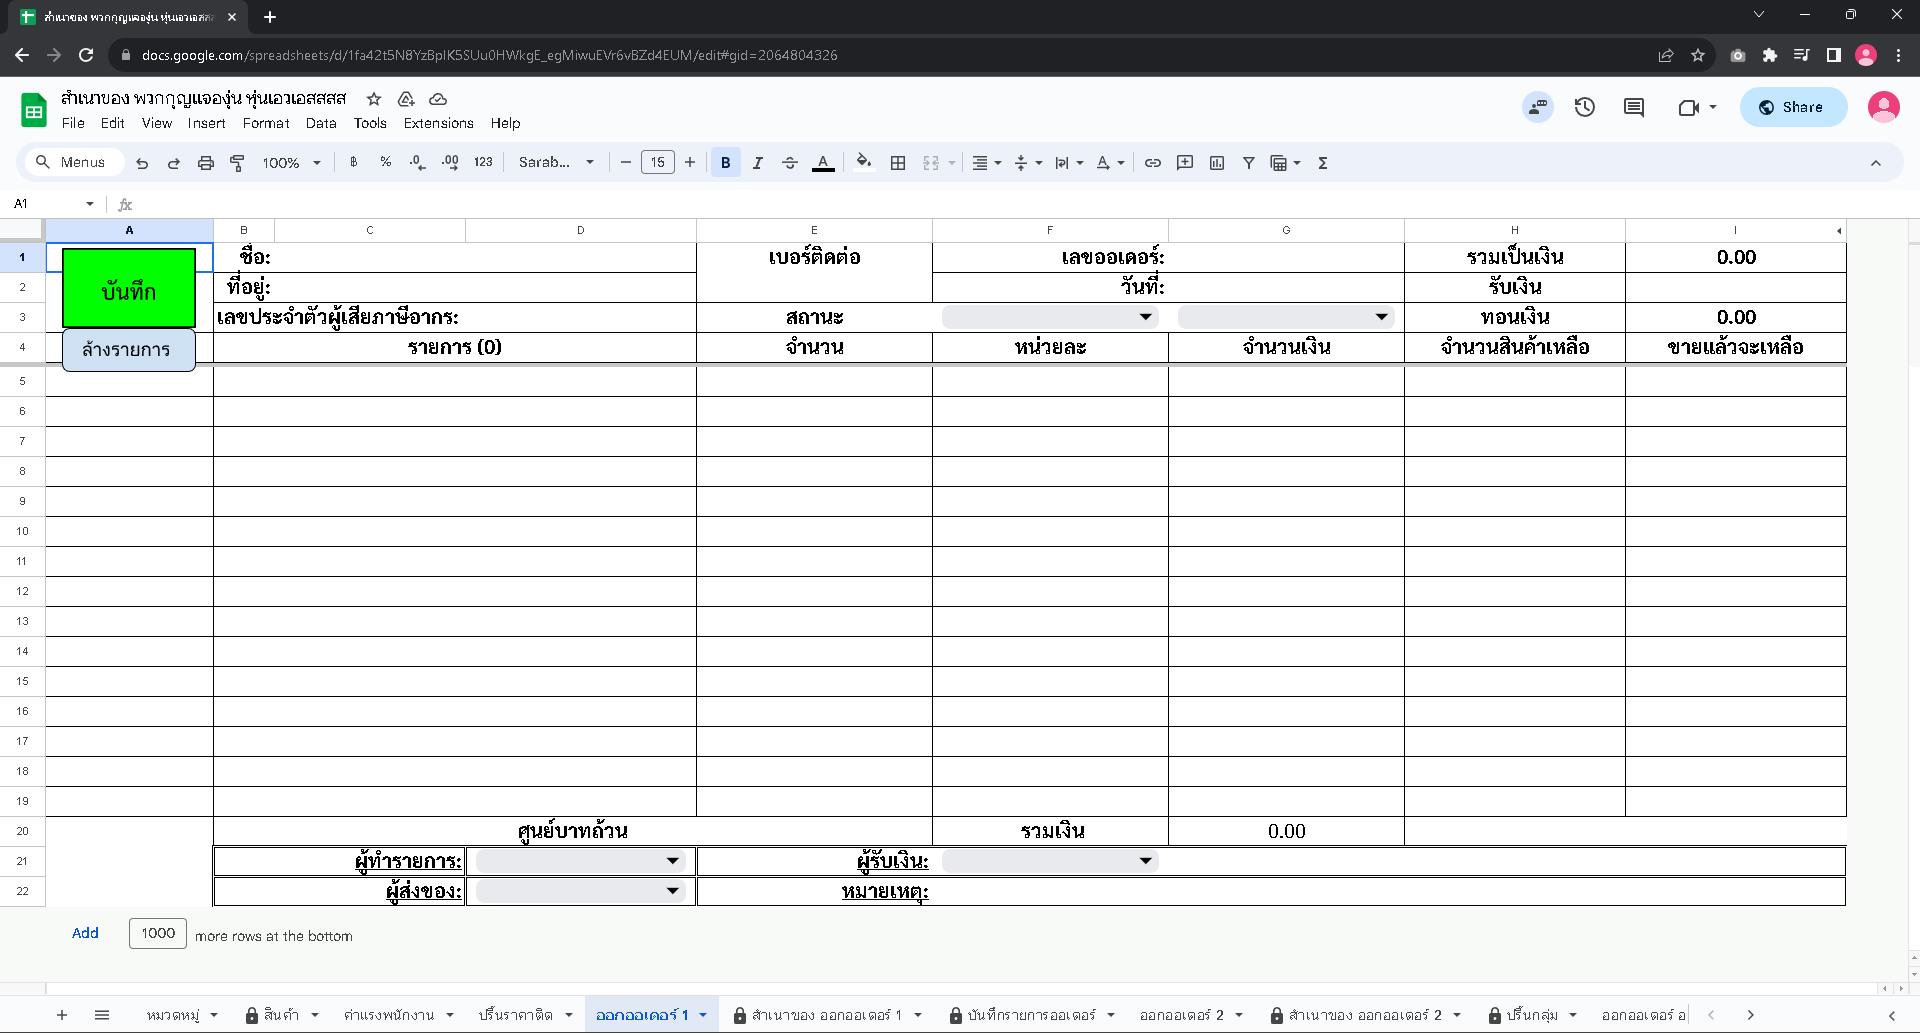 สำเนาของ พวกกุญแจองุ่น หุ่นเอวเอสสส
docs.google.com/spreadsheets/d/1fa42t5N8YzBpIK5SUu0HWkgE_egMiwuEVr6vBZd4EUM/edit#gid=2064804326
สำเนาของ พวกกุญแจองุ่น หุ่นเอวเอสสสส
File Edit View Insert Format Data Tools Extensions Help
Share
Menus 100% ฿ % .0 .00 123 Sarab... 15 B I A
A1 fx
A B C D E F G H I
1 ชื่อ: เบอร์ติดต่อ เลขออเดอร์: รวมเป็นเงิน 0.00
บันทึก
2 ที่อยู่: วันที่: รับเงิน
3 เลขประจำตัวผู้เสียภาษีอากร: สถานะ ทอนเงิน 0.00
ล้างรายการ
4 รายการ (0) จำนวน หน่วยละ จำนวนเงิน จำนวนสินค้าเหลือ ขายแล้วจะเหลือ
5
6
7
8
9
10
11
12
13
14
15
16
17
18
19
20 ศูนย์บาทถ้วน รวมเงิน 0.00
21 ผู้ทำรายการ: ผู้รับเงิน:
22 ผู้ส่งของ: หมายเหตุ:
Add 1000 more rows at the bottom
หมวดหมู่ สินค้า ตำแรงพนักงาน ปริ้นราคาติด ออกออเดอร์ 1 สำเนาของ ออกออเดอร์ 1 บันทึกรายการออเดอร์ ออกออเดอร์ 2 สำเนาของ ออกออเดอร์ 2 ปริ้นกลุ่ม ออกออเดอร์ อ